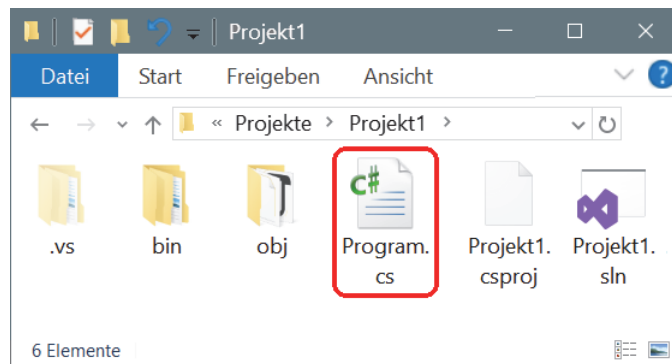 Projekt1
Datei Start Freigeben Ansicht ?
« Projekte > Projekt1 >
C#
.vs bin obj Program. Projekt1. Projekt1.
cs csproj sln
6 Elemente